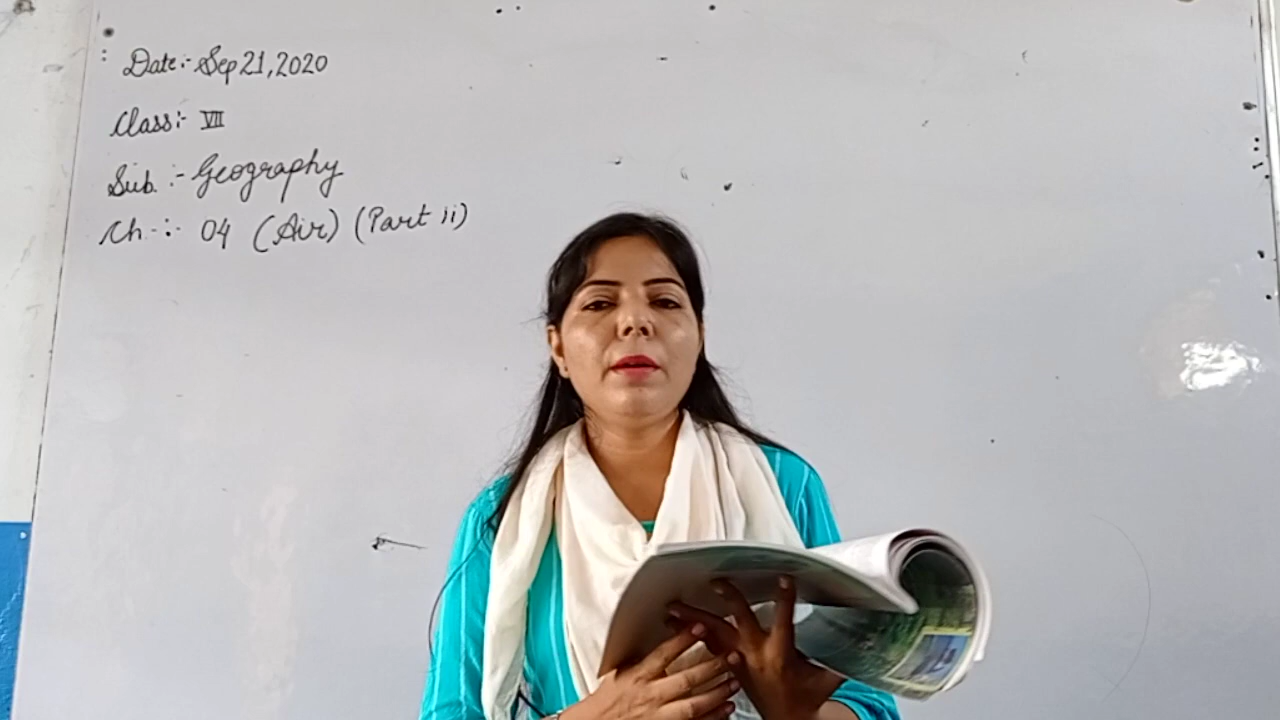 Date:- Sep 21, 2020
Class:- VII
Sub. :- Geography
Ch-:- 04 (Air) (Part ii)